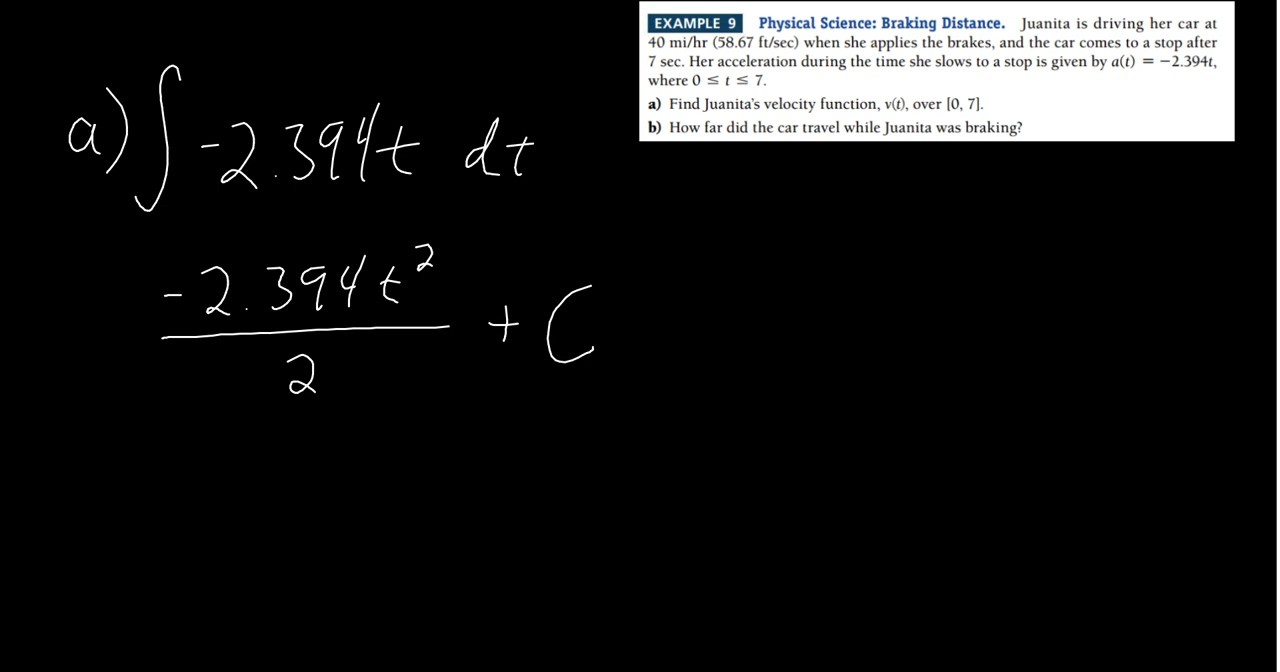 EXAMPLE 9 Physical Science: Braking Distance. Juanita is driving her car at
40 mi/hr (58.67 ft/sec) when she applies the brakes, and the car comes to a stop after
7 sec. Her acceleration during the time she slows to a stop is given by a(t) = −2.394t,
where 0 ≤ t ≤ 7.
a) Find Juanita's velocity function, v(t), over [0, 7].
b) How far did the car travel while Juanita was braking?
a) ∫ -2.394t dt
-2.394t²
+ C
2